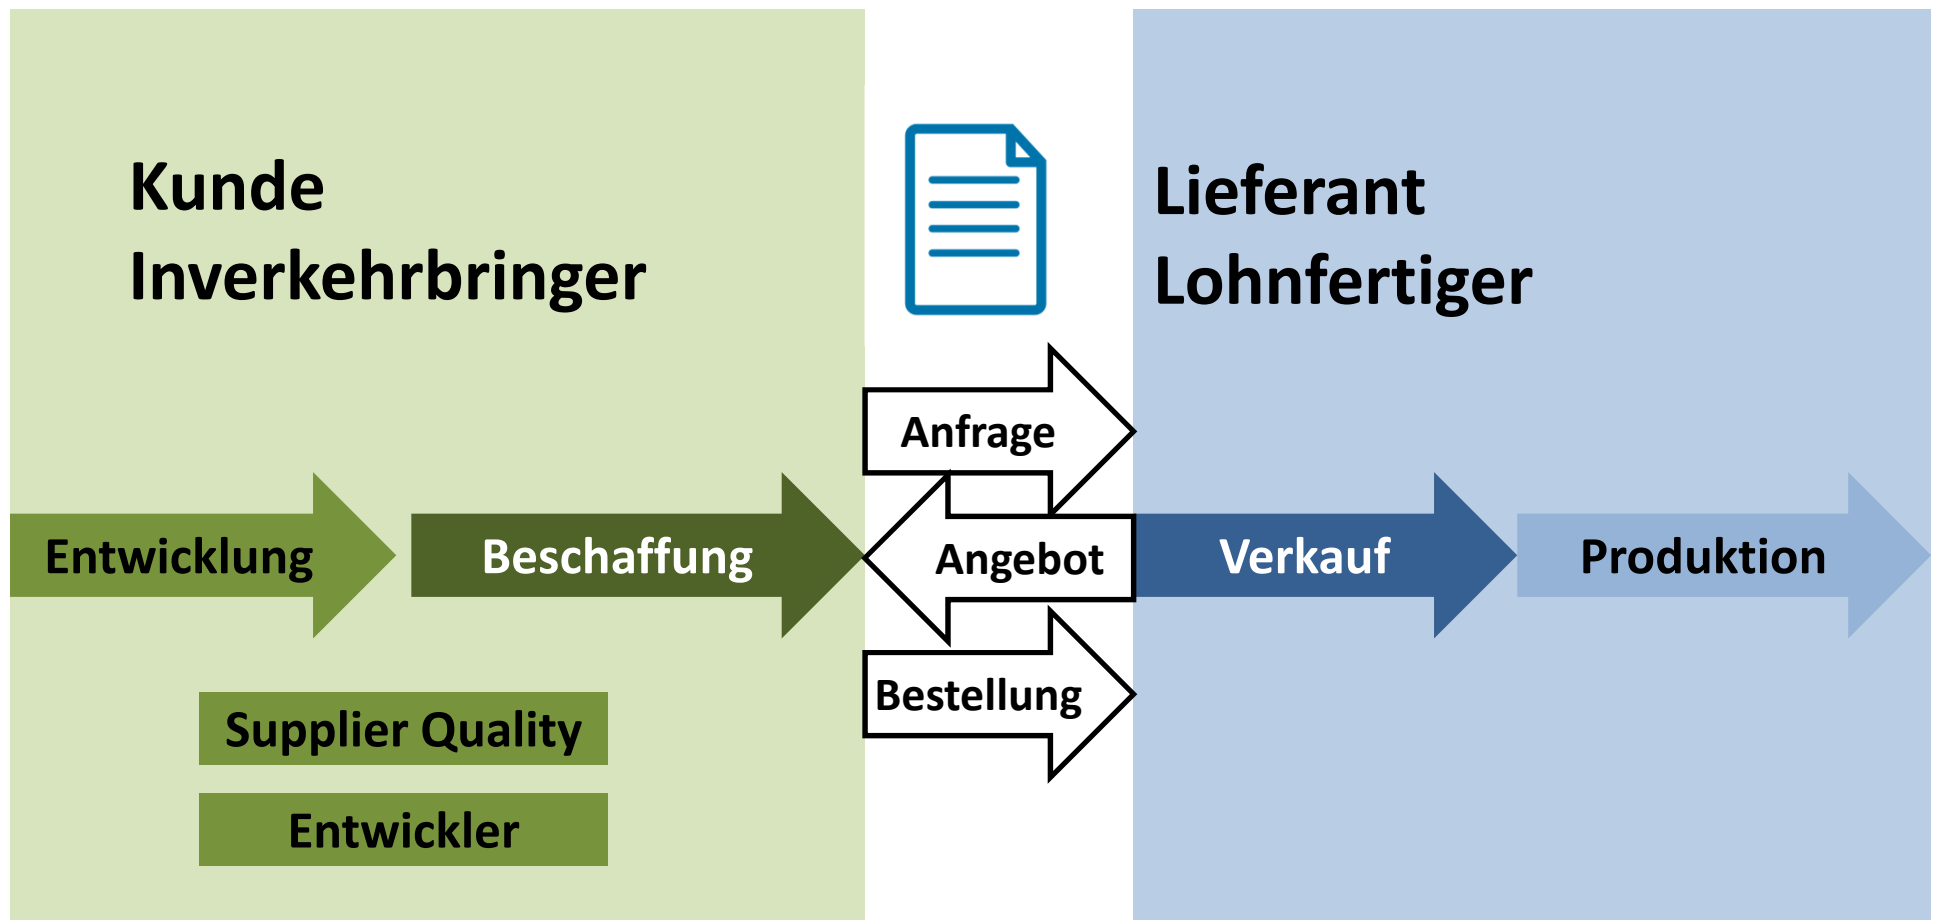 Kunde
Inverkehrbringer
Lieferant
Lohnfertiger
Anfrage
Entwicklung
Beschaffung
Angebot
Verkauf
Produktion
Bestellung
Supplier Quality
Entwickler